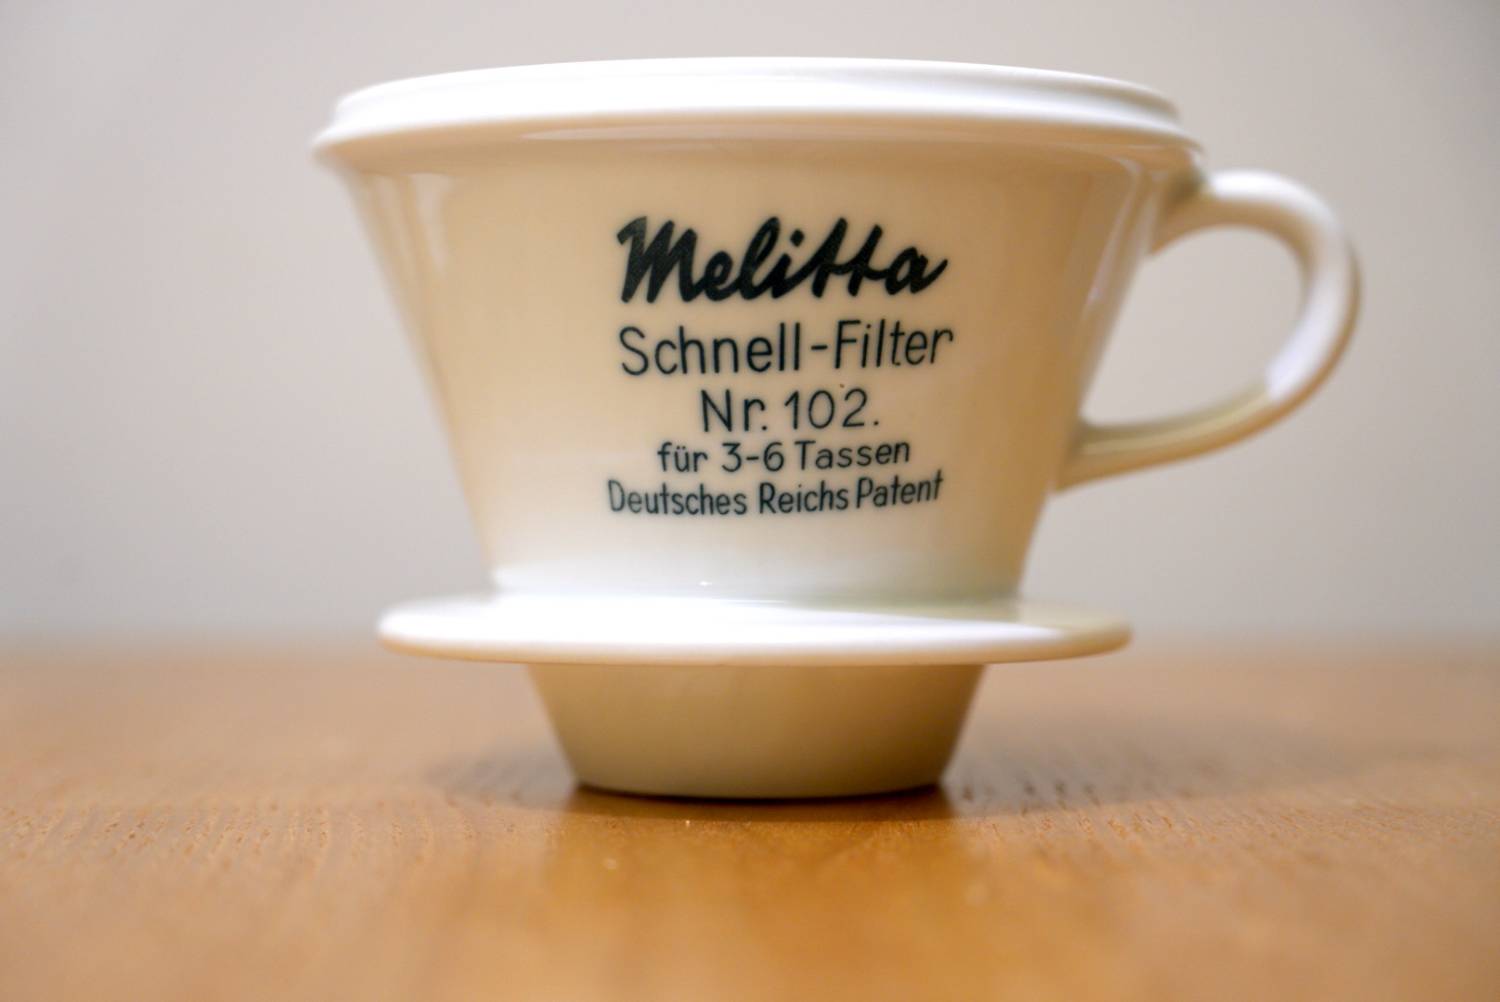 Melitta
Schnell-Filter
Nr. 102.
für 3-6 Tassen
Deutsches Reichs Patent